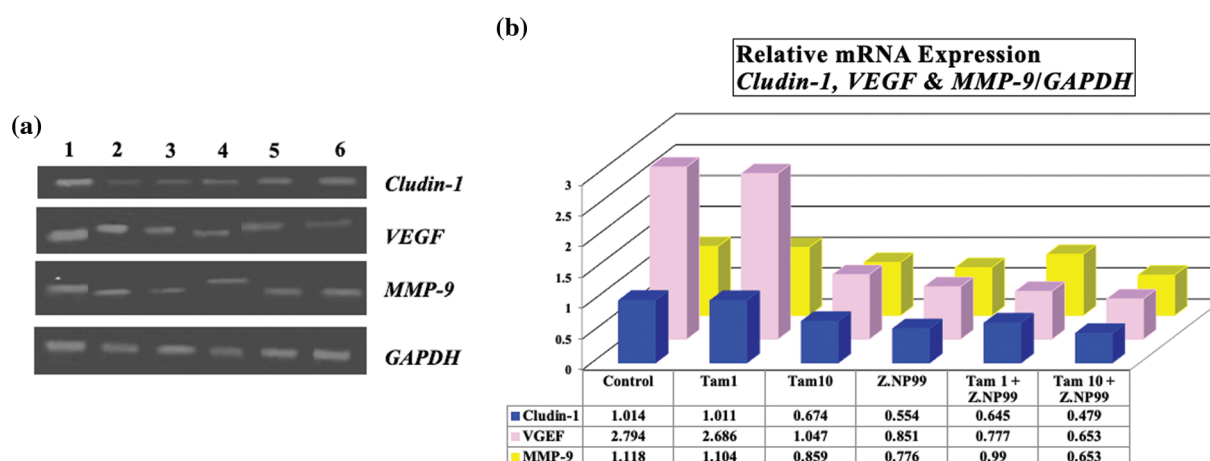 (a)
1 2 3 4 5 6
Cludin-1
VEGF
MMP-9
GAPDH
(b)
Relative mRNA Expression
Cludin-1, VEGF & MMP-9/GAPDH
3
2.5
2
1.5
1
0.5
0
Control Tam1 Tam10 Z.NP99 Tam 1 + Z.NP99 Tam 10 + Z.NP99
Cludin-1 1.014 1.011 0.674 0.554 0.645 0.479
VGEF 2.794 2.686 1.047 0.851 0.777 0.653
MMP-9 1.118 1.104 0.859 0.776 0.99 0.653